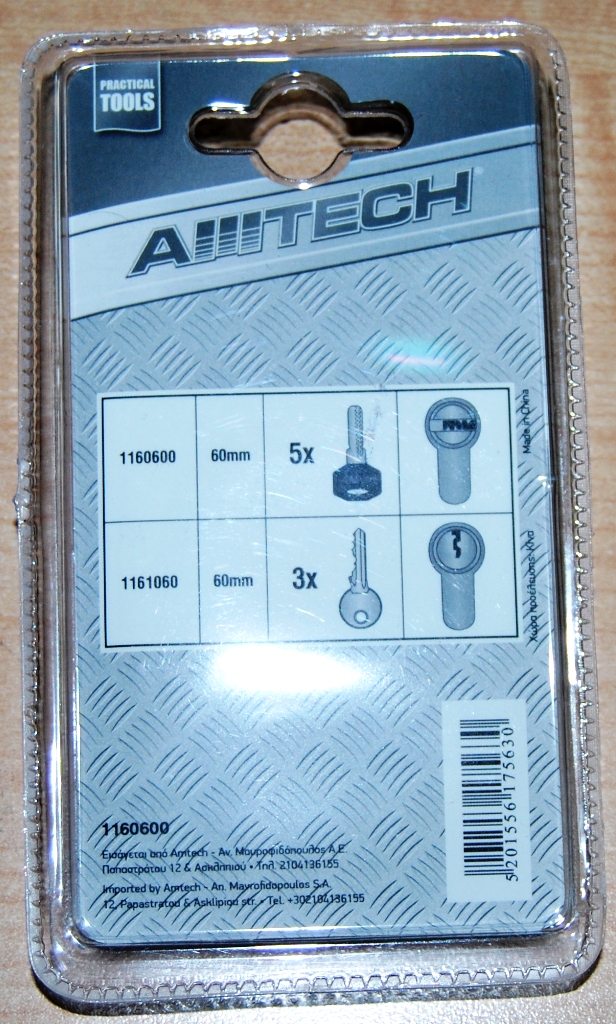 PRACTICAL
TOOLS
AMTECH
1160600 60mm 5x
Made in China
1161060 60mm 3x
Χώρα προέλευσης: Κίνα
5 201556 175630
1160600
Εισάγεται από Amtech - Αν. Μαυροφιδόπουλος Α.Ε.
Παπαστράτου 12 & Ασκληπιού • Τηλ. 2104136155
Imported by Amtech - An. Mavrofidopoulos S.A.
12, Papastratou & Asklipiou str. • Tel. +302104136155